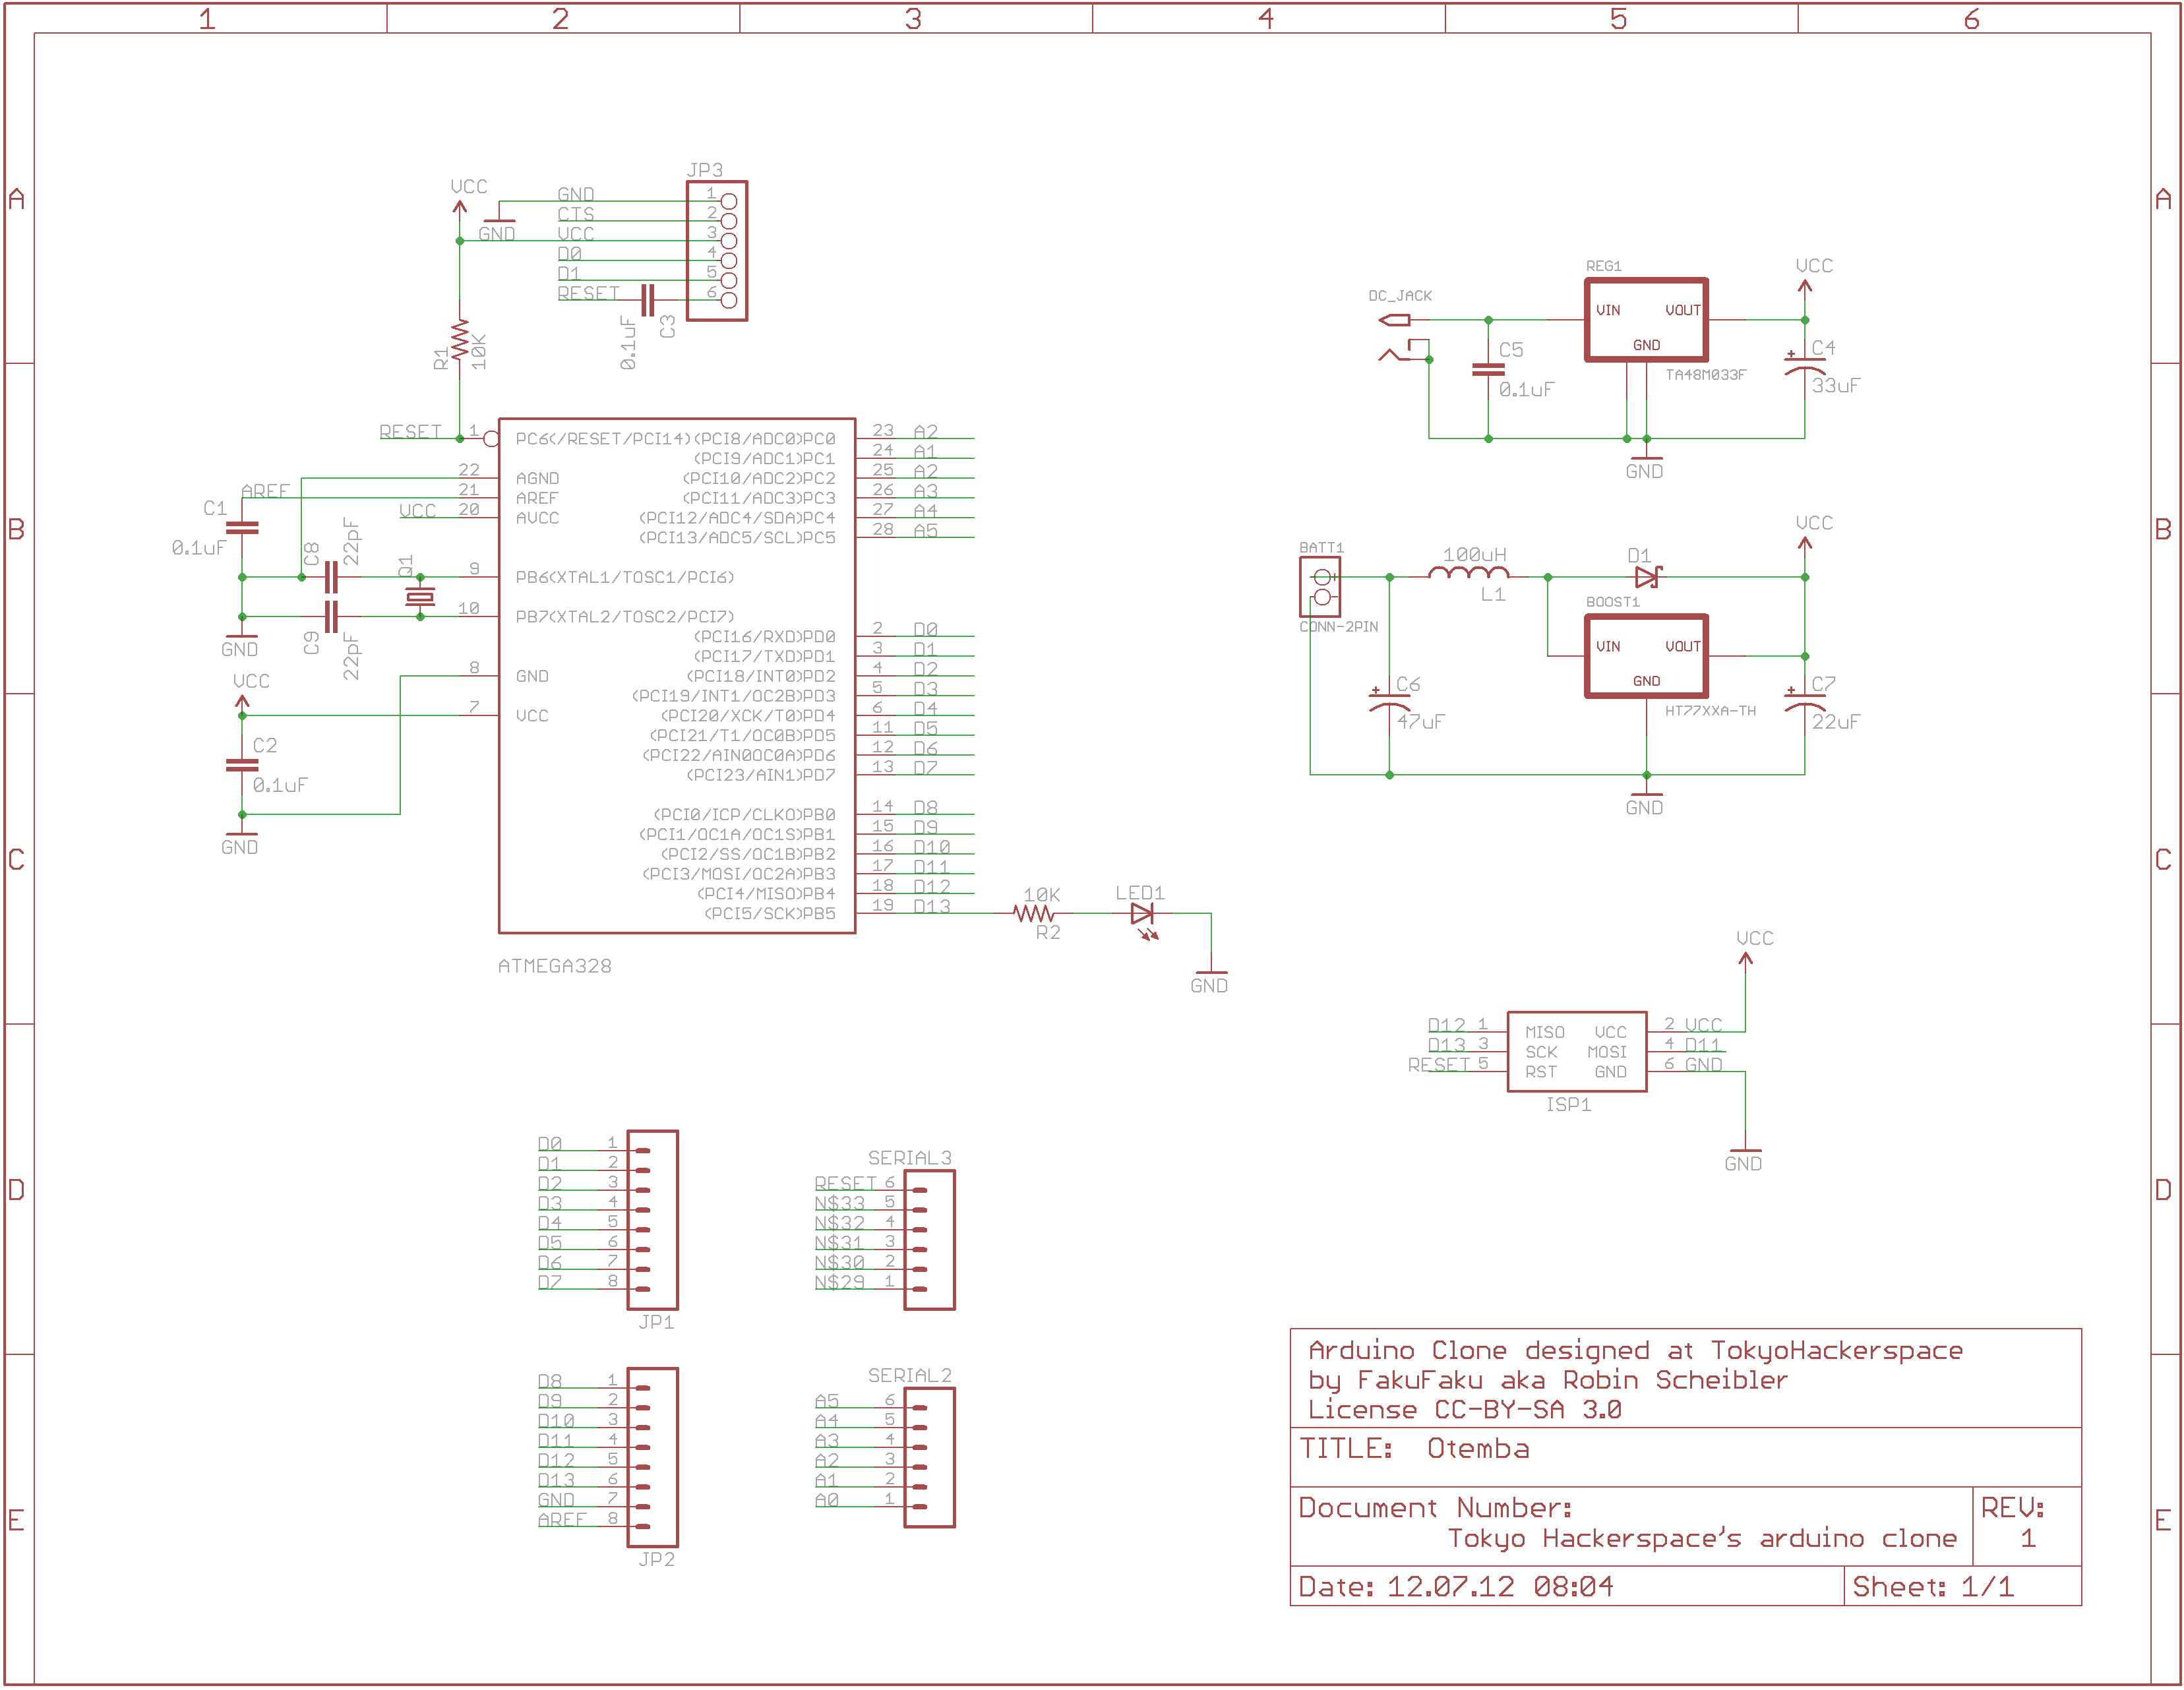 1 2 3 4 5 6
A A
B B
C C
D D
E E
JP3
VCC
GND
GND 1
CTS 2
VCC 3
D0 4
D1 5
RESET 6
0.1uF C3
R1 10K
RESET 1 PC6(/RESET/PCI14) (PCI8/ADC0)PC0 23 A2
(PCI9/ADC1)PC1 24 A1
22 AGND (PCI10/ADC2)PC2 25 A2
AREF 21 AREF (PCI11/ADC3)PC3 26 A3
VCC 20 AVCC (PCI12/ADC4/SDA)PC4 27 A4
(PCI13/ADC5/SCL)PC5 28 A5
C1
0.1uF
C8 22pF
Q1
9 PB6(XTAL1/TOSC1/PCI6)
10 PB7(XTAL2/TOSC2/PCI7)
C9 22pF
GND
(PCI16/RXD)PD0 2 D0
(PCI17/TXD)PD1 3 D1
8 GND (PCI18/INT0)PD2 4 D2
(PCI19/INT1/OC2B)PD3 5 D3
VCC
7 VCC (PCI20/XCK/T0)PD4 6 D4
(PCI21/T1/OC0B)PD5 11 D5
(PCI22/AIN0OC0A)PD6 12 D6
(PCI23/AIN1)PD7 13 D7
C2
0.1uF
GND
(PCI0/ICP/CLKO)PB0 14 D8
(PCI1/OC1A/OC1S)PB1 15 D9
(PCI2/SS/OC1B)PB2 16 D10
(PCI3/MOSI/OC2A)PB3 17 D11
(PCI4/MISO)PB4 18 D12
(PCI5/SCK)PB5 19 D13
ATMEGA328
10K
R2
LED1
GND
DC_JACK
C5
0.1uF
REG1
VIN VOUT
GND
TA48M033F
VCC
C4
33uF
GND
BATT1
CONN-2PIN
100uH
L1
D1
VCC
BOOST1
VIN VOUT
GND
HT77XXA-TH
C6
47uF
C7
22uF
GND
VCC
D12 1 MISO VCC 2 VCC
D13 3 SCK MOSI 4 D11
RESET 5 RST GND 6 GND
ISP1
GND
D0 1
D1 2
D2 3
D3 4
D4 5
D5 6
D6 7
D7 8
JP1
SERIAL3
RESET 6
N$33 5
N$32 4
N$31 3
N$30 2
N$29 1
D8 1
D9 2
D10 3
D11 4
D12 5
D13 6
GND 7
AREF 8
JP2
SERIAL2
A5 6
A4 5
A3 4
A2 3
A1 2
A0 1
Arduino Clone designed at TokyoHackerspace
by FakuFaku aka Robin Scheibler
License CC-BY-SA 3.0
TITLE: Otemba
Document Number:
Tokyo Hackerspace's arduino clone
REV:
1
Date: 12.07.12 08:04
Sheet: 1/1